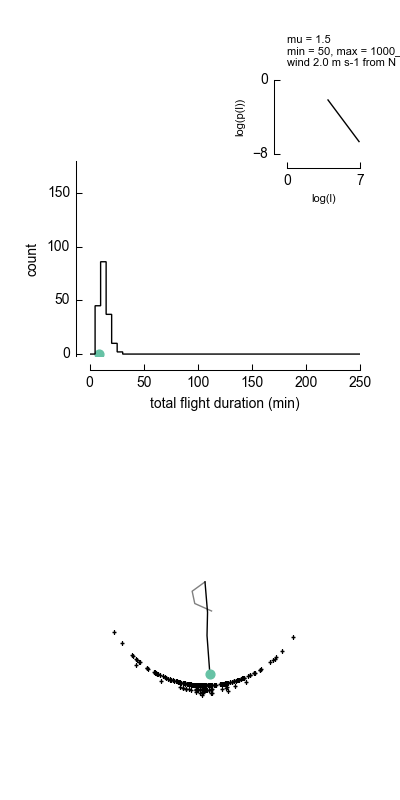 mu = 1.5
min = 50, max = 1000_
wind 2.0 m s-1 from N
0
log(p(l))
−8
0 7
log(l)
150
100
count
50
0
0 50 100 150 200 250
total flight duration (min)